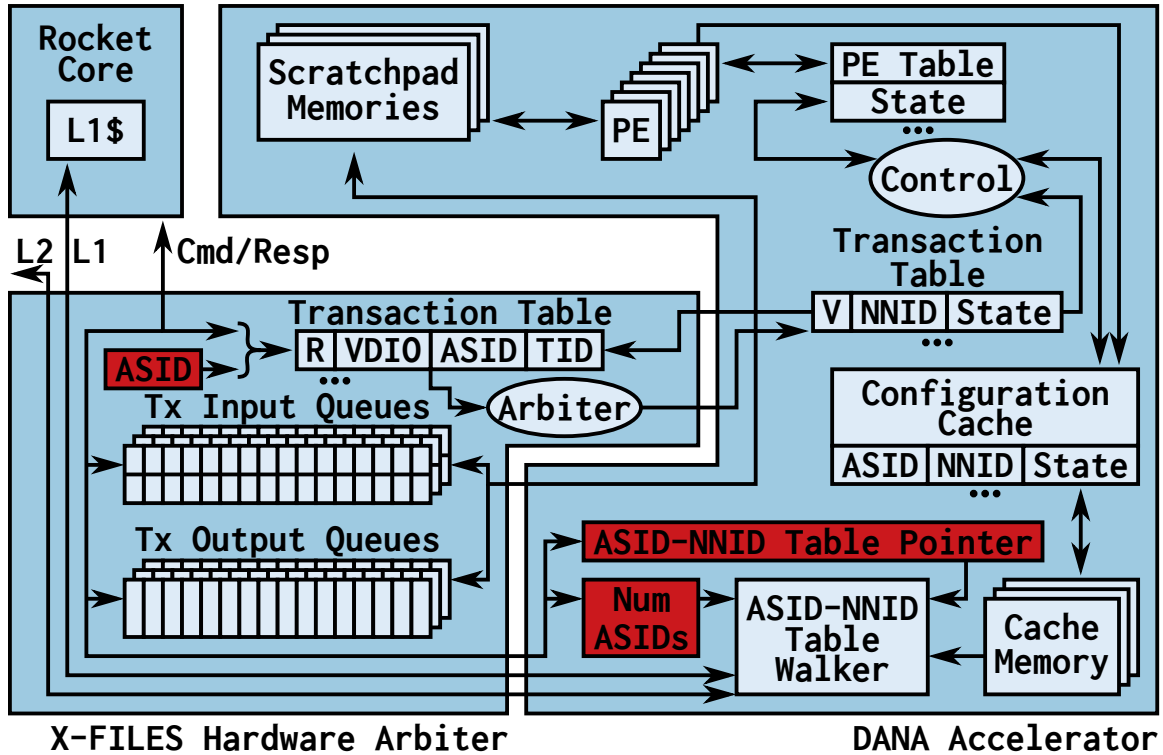 Rocket
Core
L1$
Scratchpad
Memories
PE
PE Table
State
•••
Control
L2
L1
Cmd/Resp
Transaction
Table
V NNID State
•••
Transaction Table
R VDIO ASID TID
•••
ASID
Arbiter
Tx Input Queues
Tx Output Queues
Configuration
Cache
ASID NNID State
•••
ASID-NNID Table Pointer
Num
ASIDs
ASID-NNID
Table
Walker
Cache
Memory
X-FILES Hardware Arbiter
DANA Accelerator